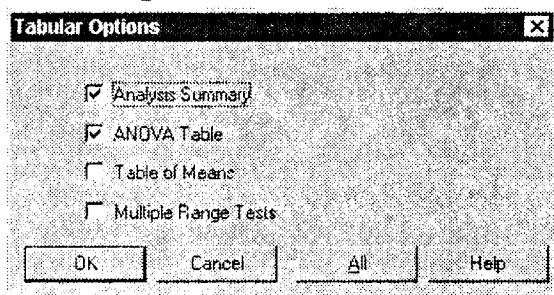 Tabular Options
Analysis Summary
ANOVA Table
Table of Means
Multiple Range Tests
OK Cancel All Help